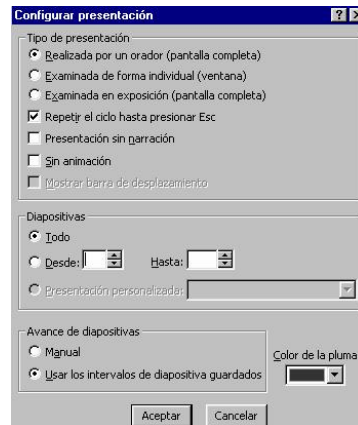 Configurar presentación
Tipo de presentación
Realizada por un orador (pantalla completa)
Examinada de forma individual (ventana)
Examinada en exposición (pantalla completa)
Repetir el ciclo hasta presionar Esc
Presentación sin narración
Sin animación
Mostrar barra de desplazamiento
Diapositivas
Todo
Desde: Hasta:
Presentación personalizada:
Avance de diapositivas
Manual
Usar los intervalos de diapositiva guardados
Color de la pluma
Aceptar Cancelar